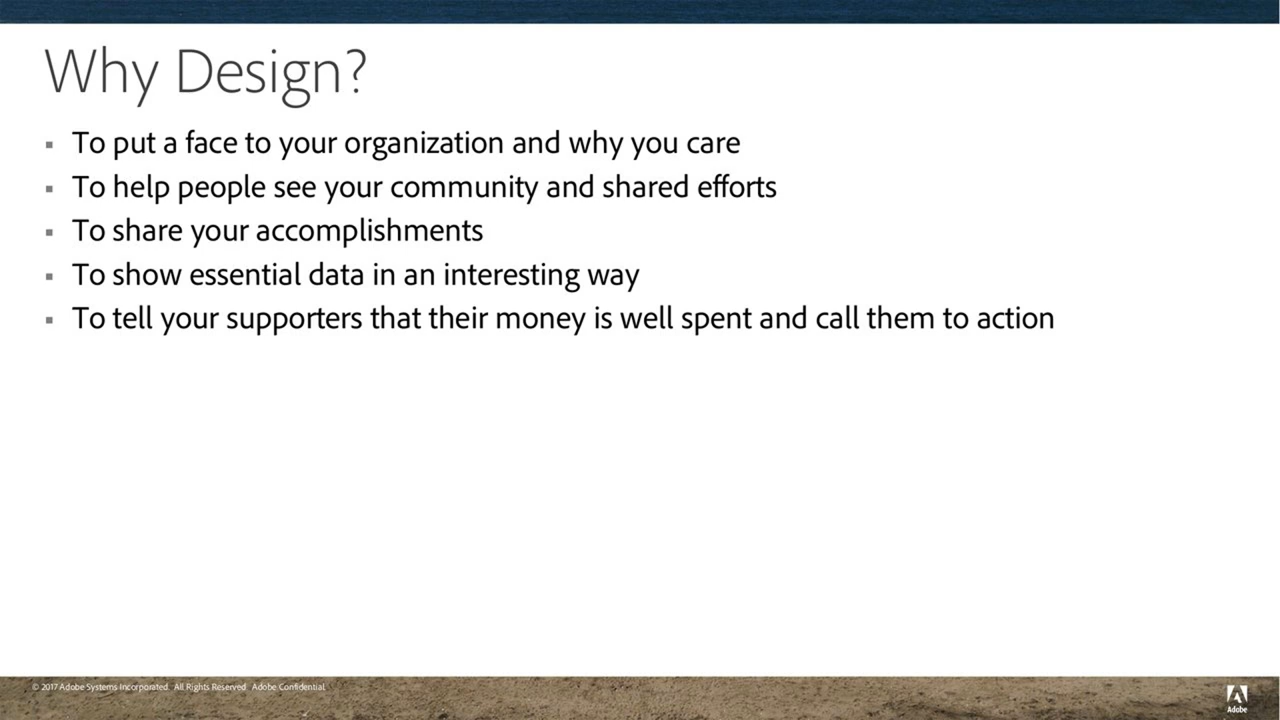 Why Design?
▪ To put a face to your organization and why you care
▪ To help people see your community and shared efforts
▪ To share your accomplishments
▪ To show essential data in an interesting way
▪ To tell your supporters that their money is well spent and call them to action
© 2017 Adobe Systems Incorporated. All Rights Reserved. Adobe Confidential.
Adobe